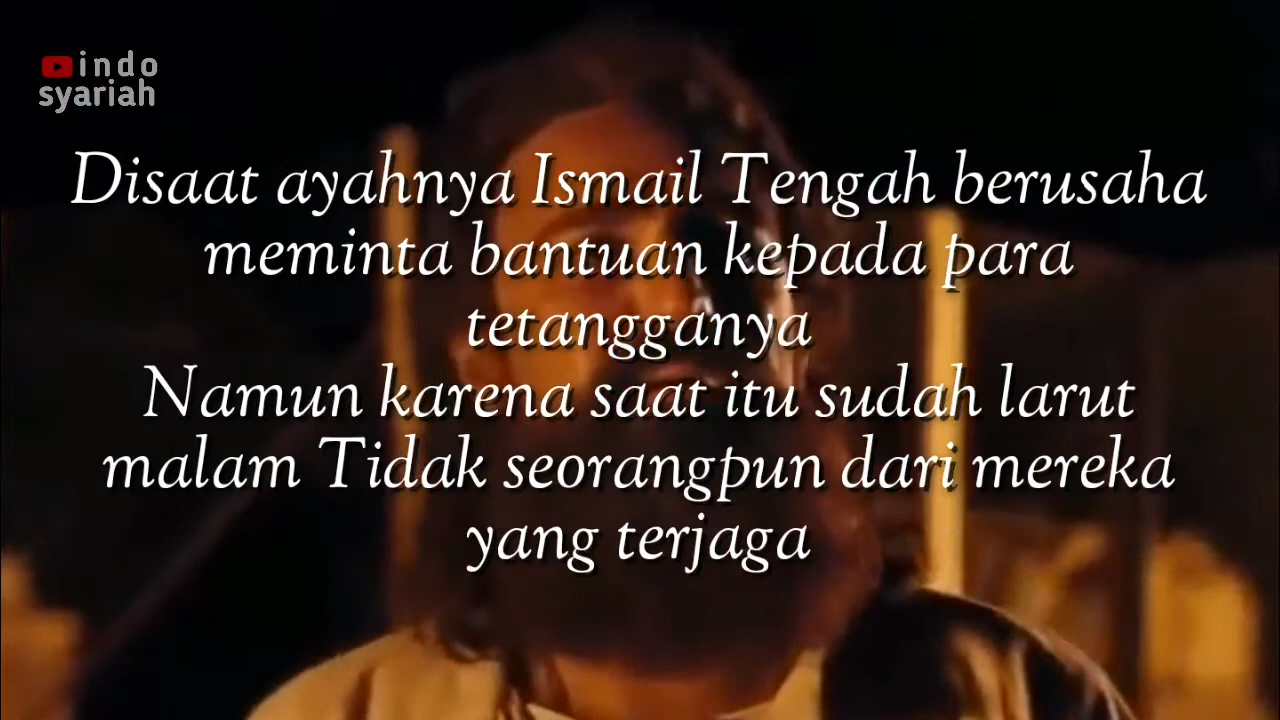 indo
syariah
Disaat ayahnya Ismail Tengah berusaha
meminta bantuan kepada para
tetangganya
Namun karena saat itu sudah larut
malam Tidak seorangpun dari mereka
yang terjaga